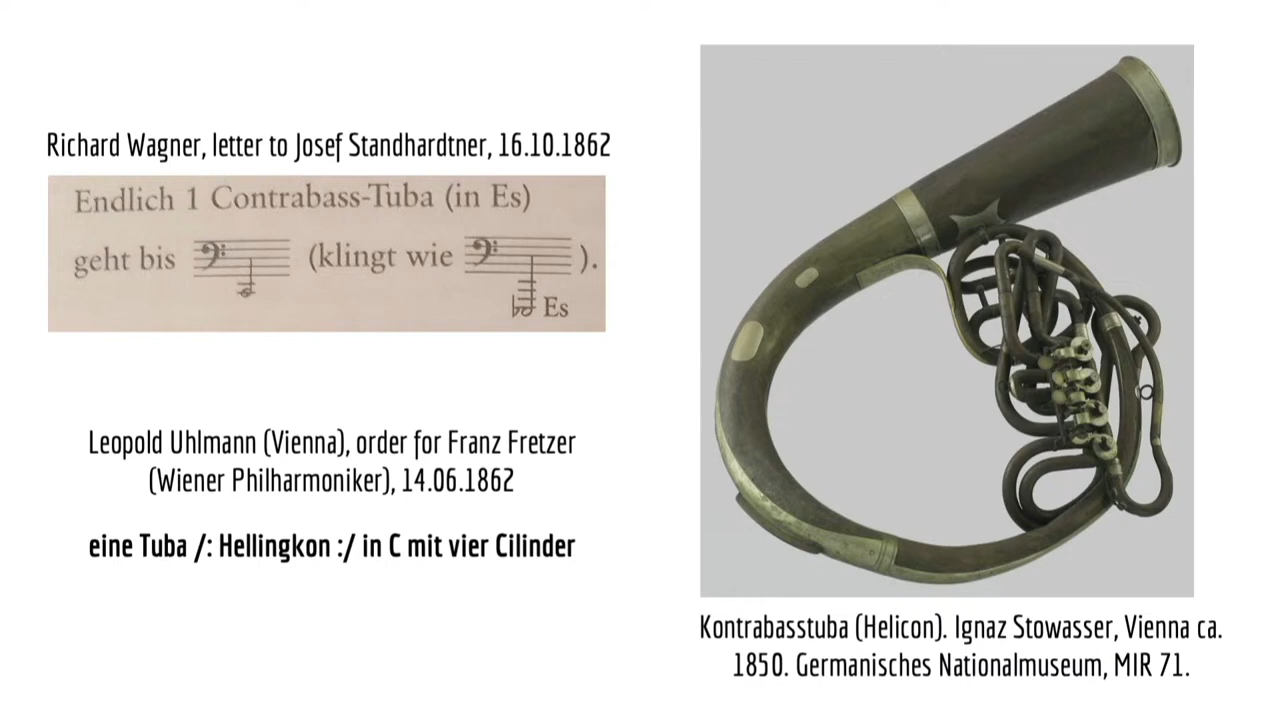 Richard Wagner, letter to Josef Standhardtner, 16.10.1862
Endlich 1 Contrabass-Tuba (in Es)
geht bis (klingt wie ).
Es
Leopold Uhlmann (Vienna), order for Franz Fretzer
(Wiener Philharmoniker), 14.06.1862
eine Tuba /: Hellingkon :/ in C mit vier Cilinder
Kontrabasstuba (Helicon). Ignaz Stowasser, Vienna ca.
1850. Germanisches Nationalmuseum, MIR 71.